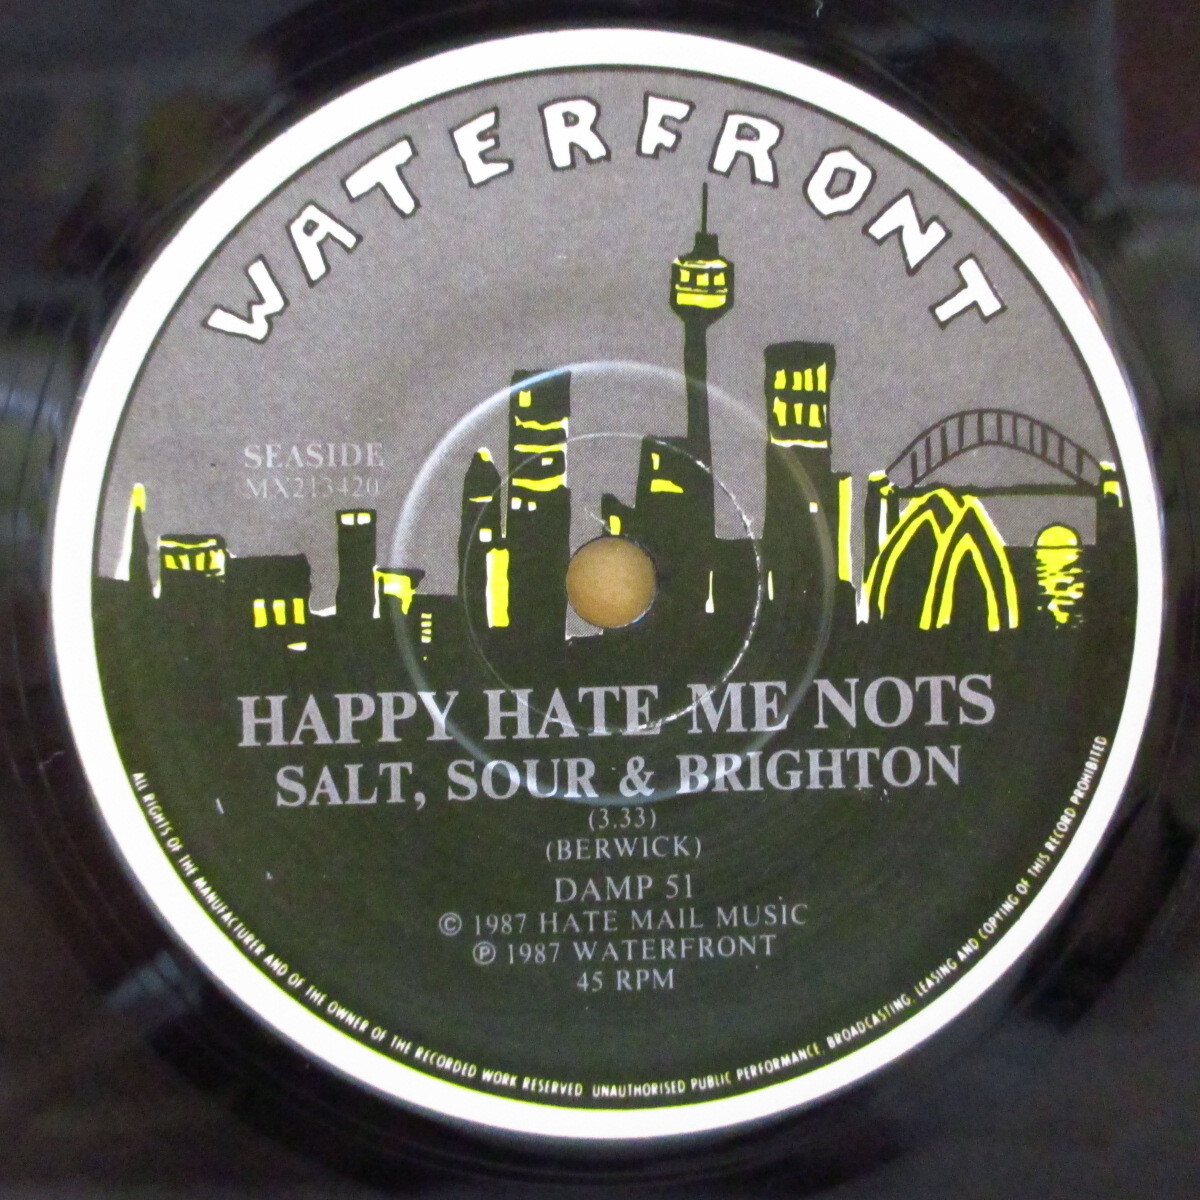 WATERFRONT
SEASIDE
MX213420
HAPPY HATE ME NOTS
SALT, SOUR & BRIGHTON
(3.33)
(BERWICK)
DAMP 51
© 1987 HATE MAIL MUSIC
℗ 1987 WATERFRONT
45 RPM
ALL RIGHTS OF THE MANUFACTURER AND OF THE OWNER OF THE RECORDED WORK RESERVED UNAUTHORISED PUBLIC PERFORMANCE, BROADCASTING, LEASING AND COPYING OF THIS RECORD PROHIBITED